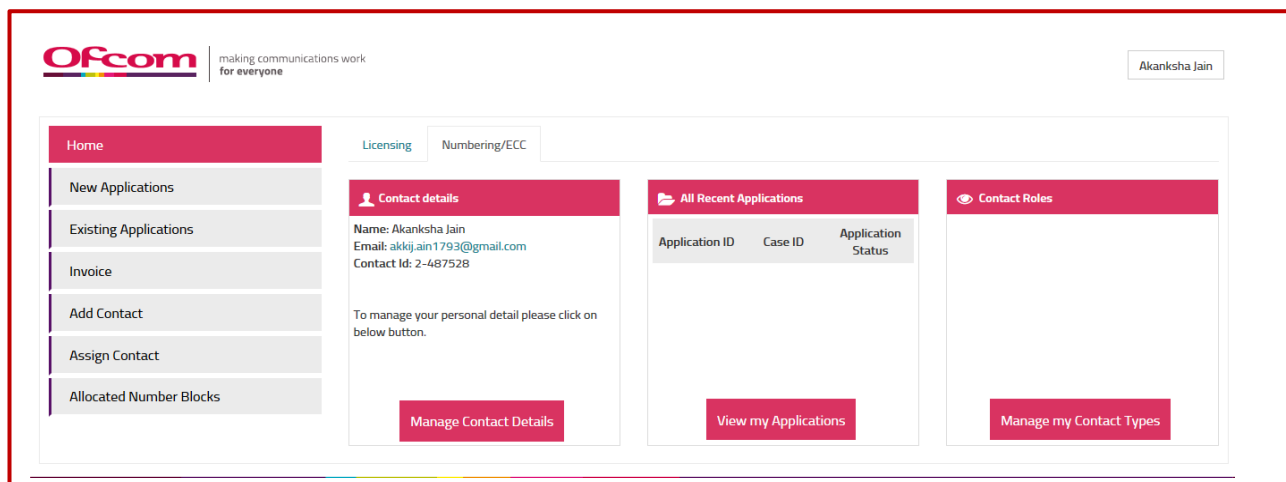 Ofcom
making communications work
for everyone
Akanksha Jain
Home
New Applications
Existing Applications
Invoice
Add Contact
Assign Contact
Allocated Number Blocks
Licensing
Numbering/ECC
Contact details
Name: Akanksha Jain
Email: akkij.ain1793@gmail.com
Contact Id: 2-487528
To manage your personal detail please click on
below button.
Manage Contact Details
All Recent Applications
Application ID
Case ID
Application
Status
View my Applications
Contact Roles
Manage my Contact Types